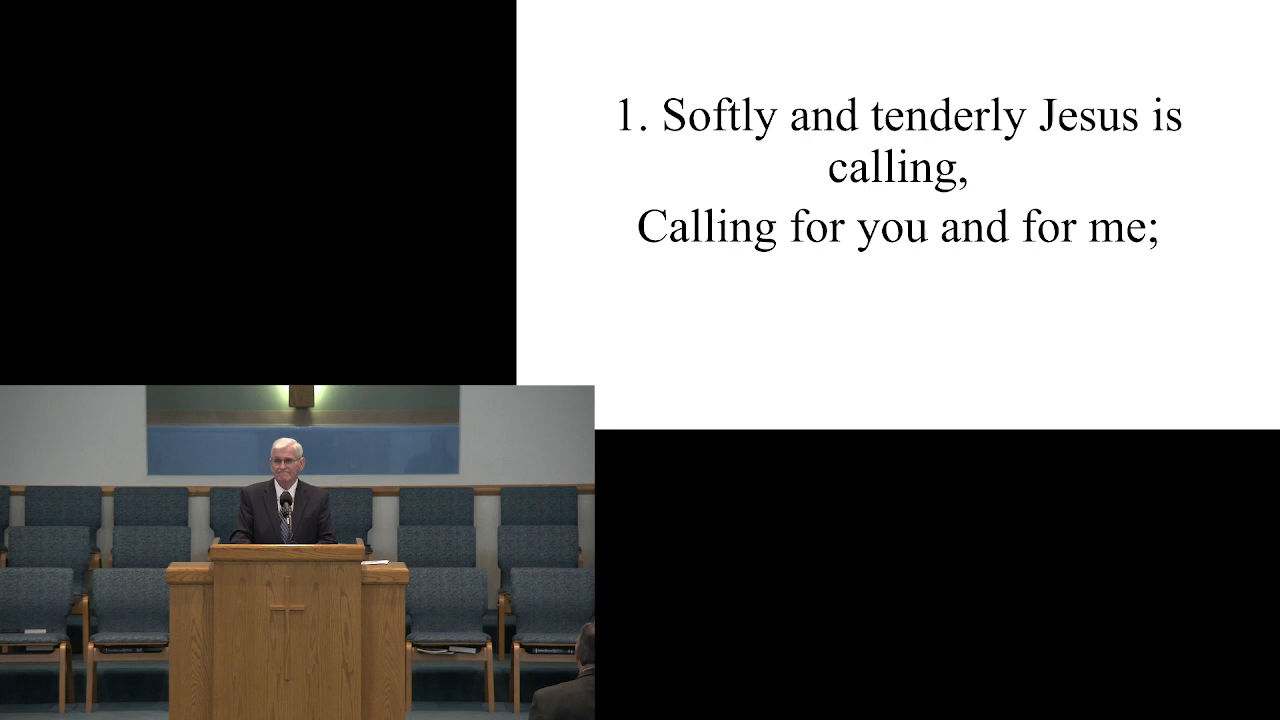 1. Softly and tenderly Jesus is
calling,
Calling for you and for me;